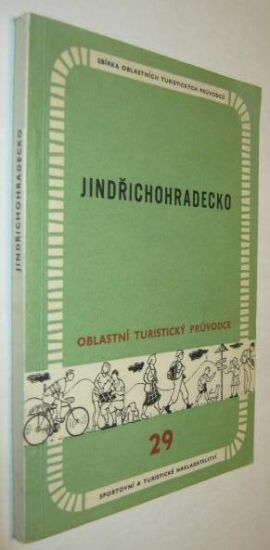 JINDŘICHOHRADECKO
SBÍRKA OBLASTNÍCH TURISTICKÝCH PRŮVODCŮ
JINDŘICHOHRADECKO
OBLASTNÍ TURISTICKÝ PRŮVODCE
29
SPORTOVNÍ A TURISTICKÉ NAKLADATELSTVÍ